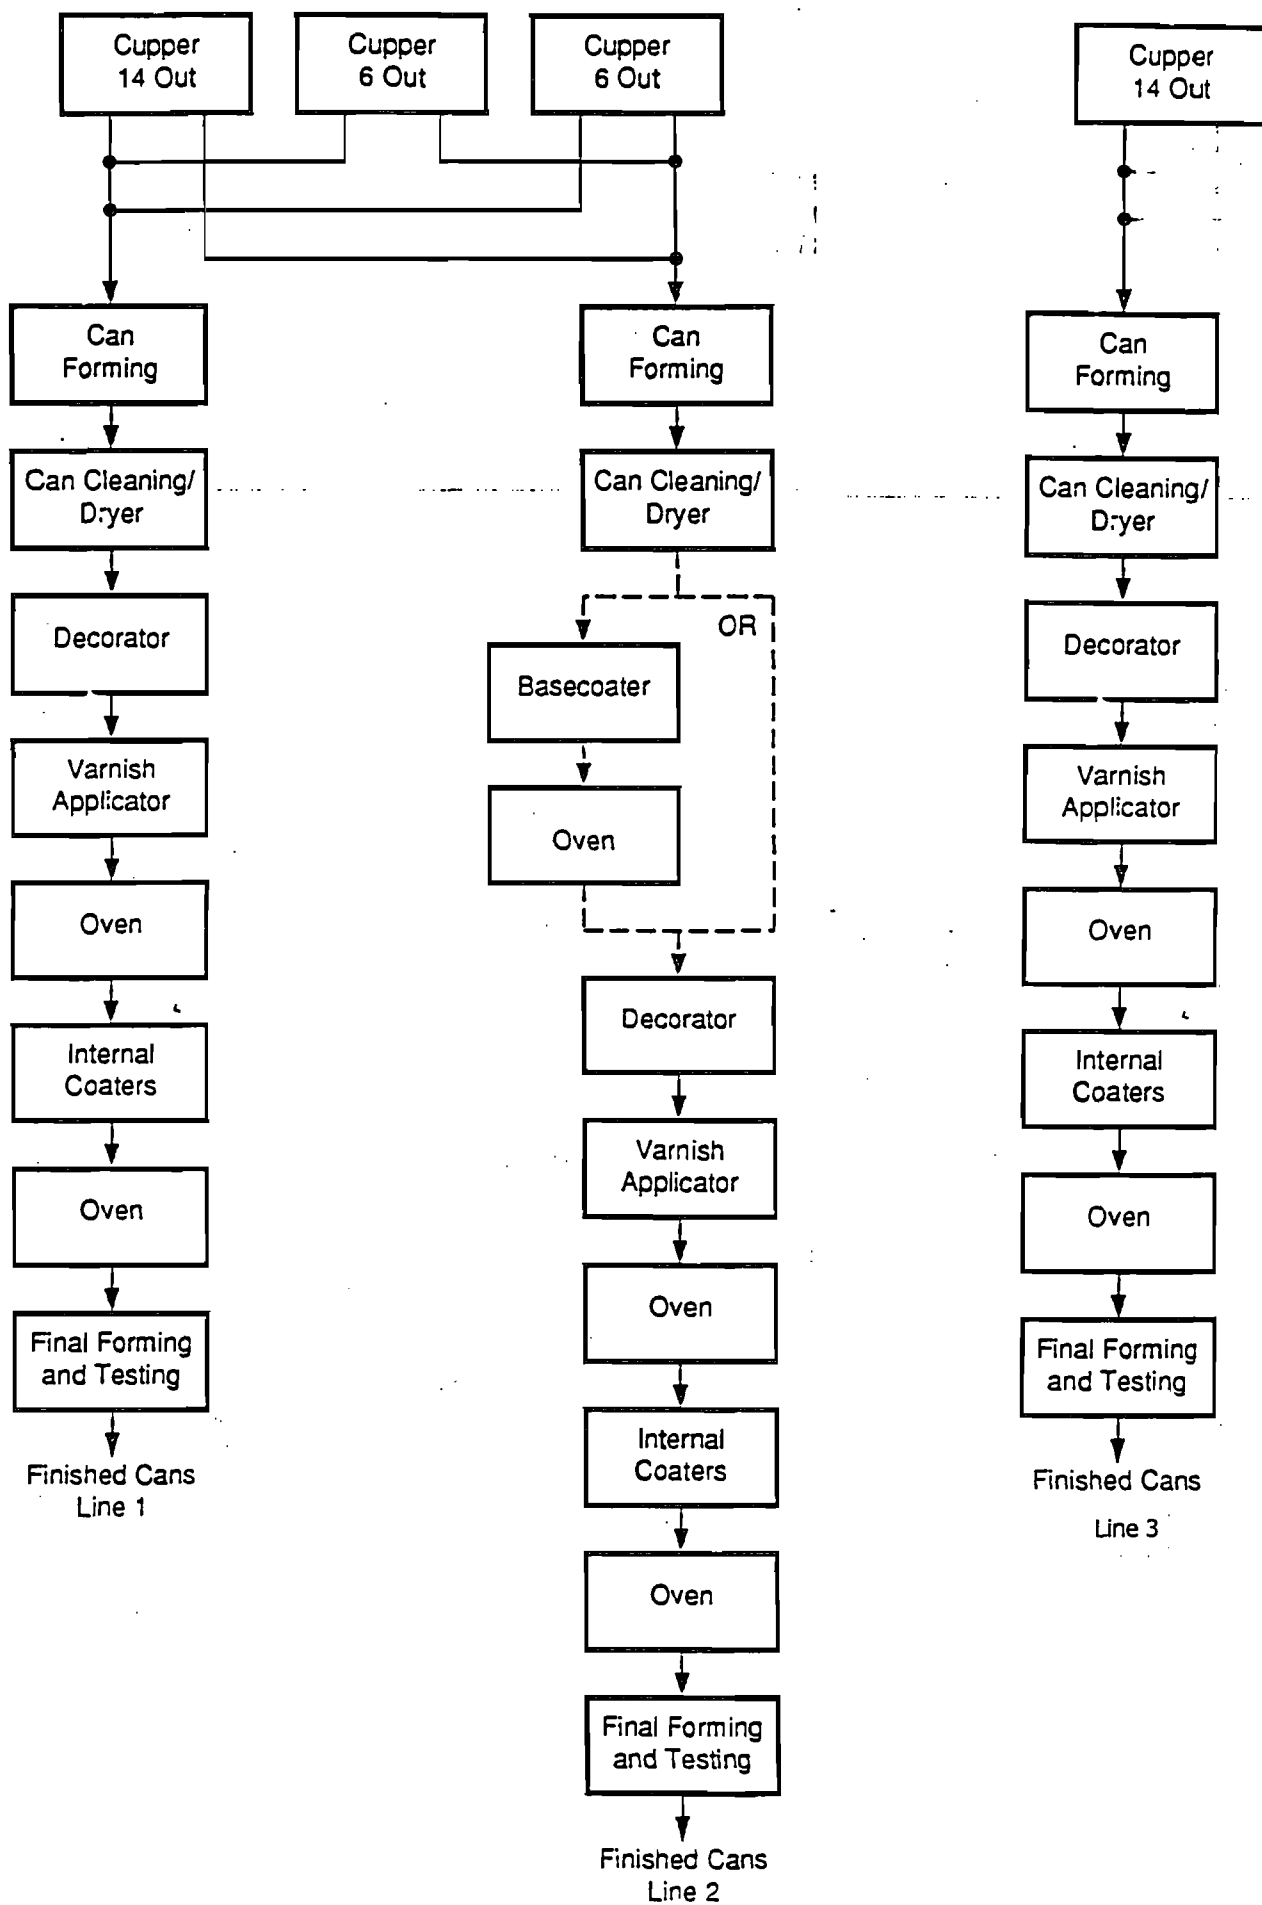 Cupper
14 Out
Cupper
6 Out
Cupper
6 Out
Cupper
14 Out
Can
Forming
Can Cleaning/
Dryer
Decorator
Varnish
Applicator
Oven
Internal
Coaters
Oven
Final Forming
and Testing
Finished Cans
Line 1
Can
Forming
Can Cleaning/
Dryer
OR
Basecoater
Oven
Decorator
Varnish
Applicator
Oven
Internal
Coaters
Oven
Final Forming
and Testing
Finished Cans
Line 2
Can
Forming
Can Cleaning/
Dryer
Decorator
Varnish
Applicator
Oven
Internal
Coaters
Oven
Final Forming
and Testing
Finished Cans
Line 3